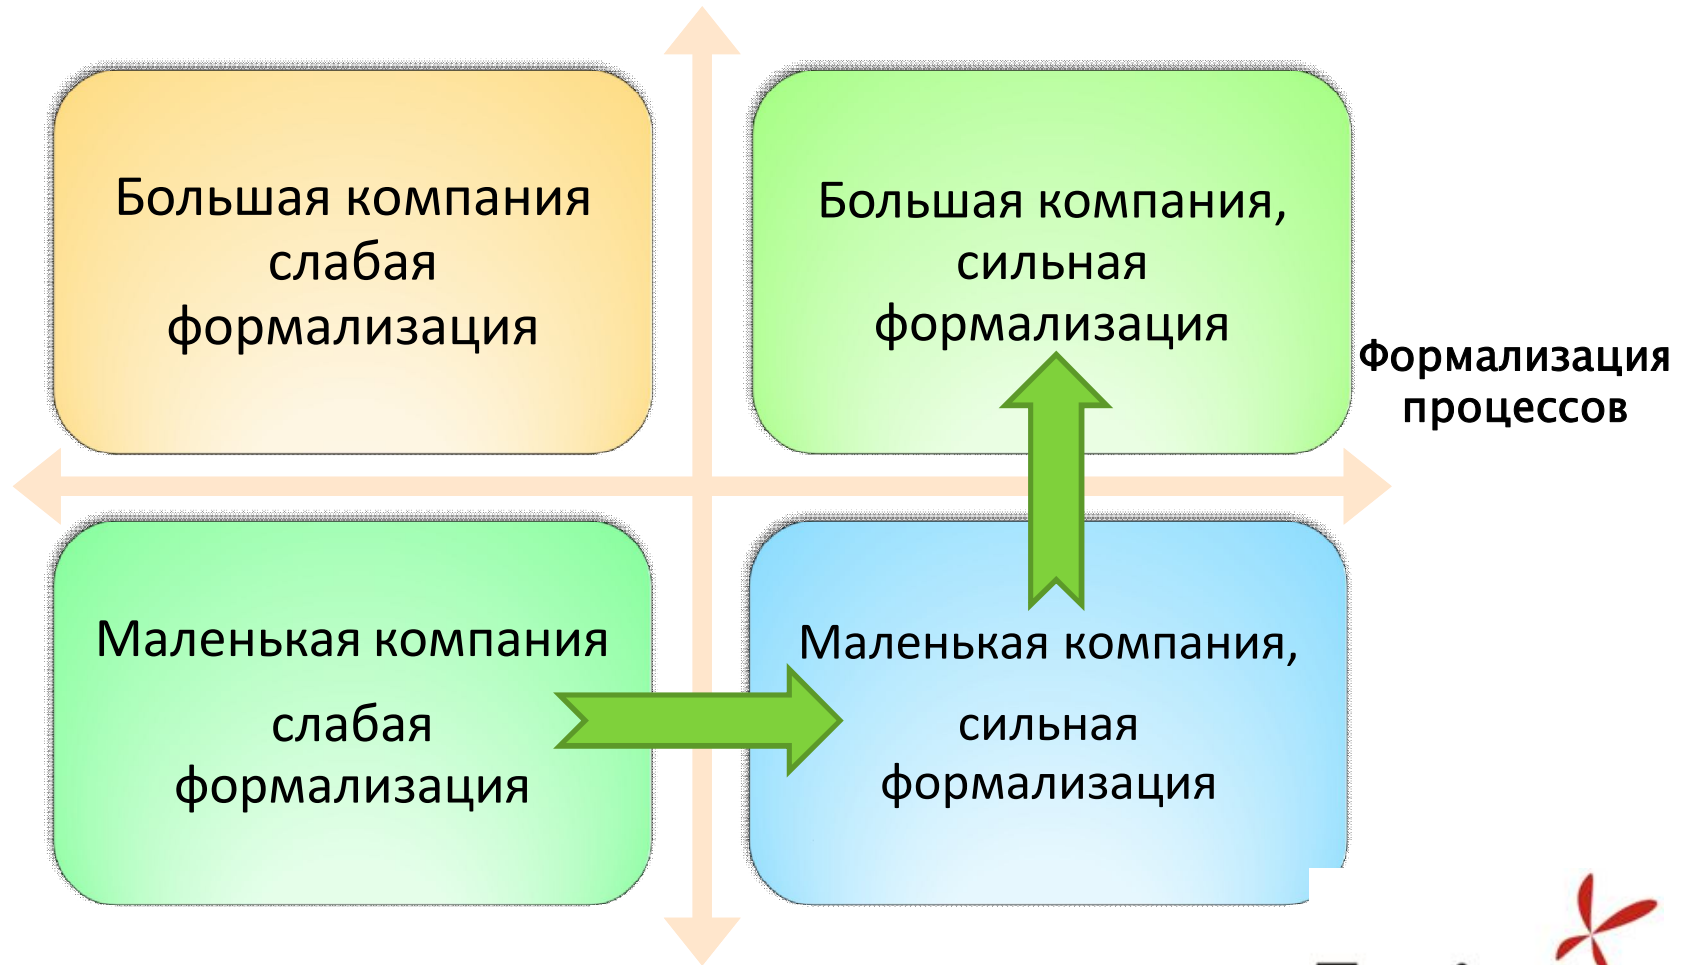 Большая компания
слабая
формализация
Большая компания,
сильная
формализация
Формализация
процессов
Маленькая компания
слабая
формализация
Маленькая компания,
сильная
формализация